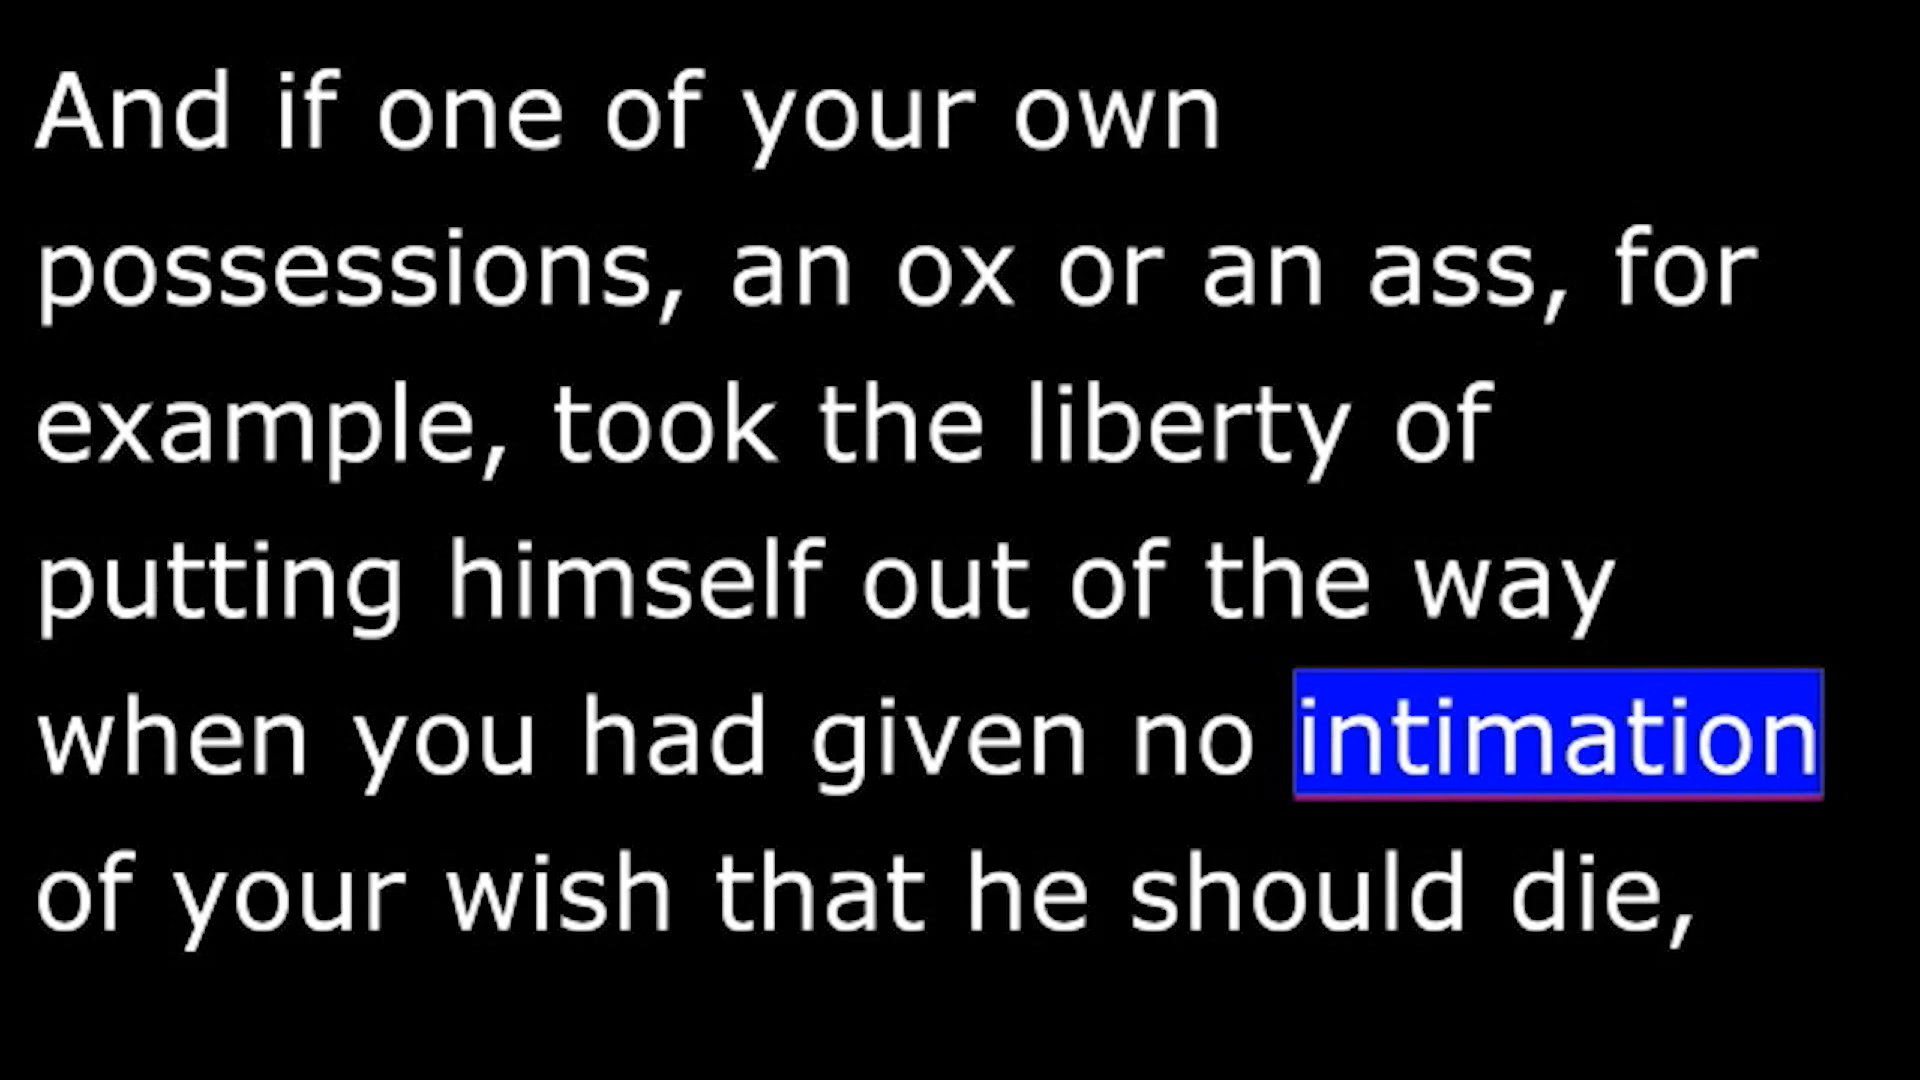 And if one of your own
possessions, an ox or an ass, for
example, took the liberty of
putting himself out of the way
when you had given no intimation
of your wish that he should die,